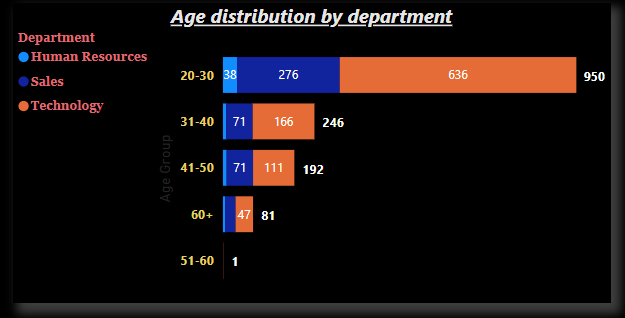 Age distribution by department
Department
Human Resources
Sales
Technology
Age Group
20-30 38 276 636 950
31-40 71 166 246
41-50 71 111 192
60+ 47 81
51-60 1